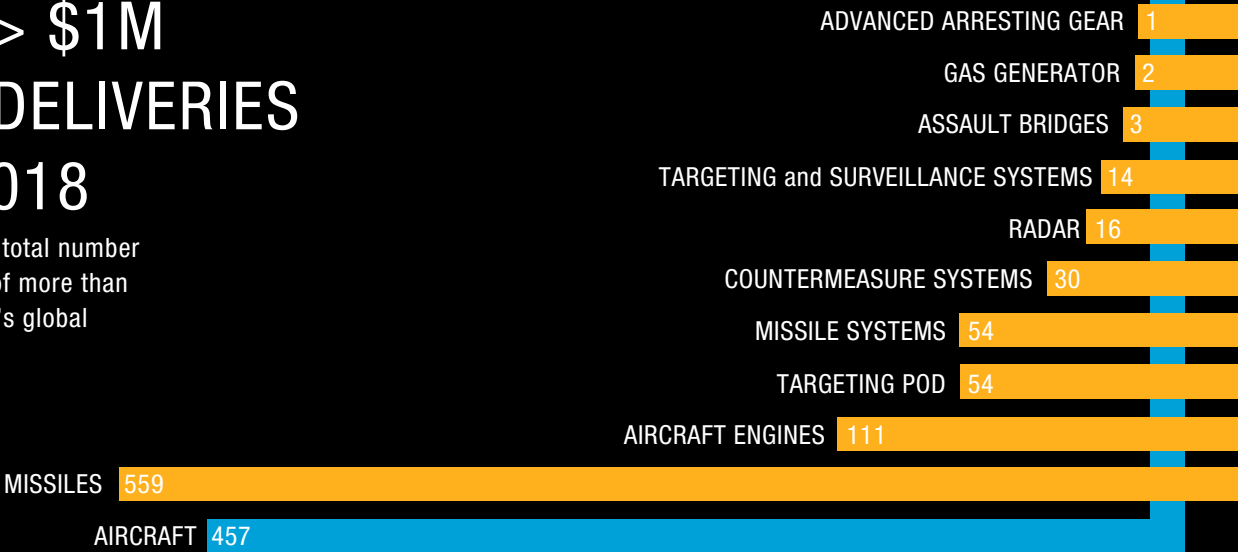 > $1M
DELIVERIES
018
total number
of more than
's global
ADVANCED ARRESTING GEAR 1
GAS GENERATOR 2
ASSAULT BRIDGES 3
TARGETING and SURVEILLANCE SYSTEMS 14
RADAR 16
COUNTERMEASURE SYSTEMS 30
MISSILE SYSTEMS 54
TARGETING POD 54
AIRCRAFT ENGINES 111
MISSILES 559
AIRCRAFT 457